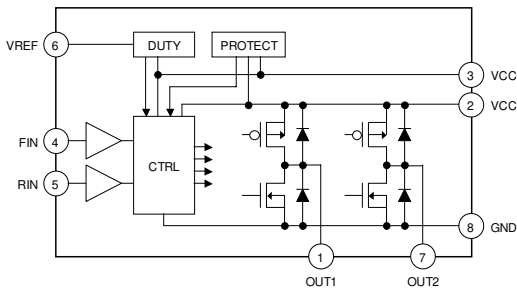 VREF 6 DUTY PROTECT
3 VCC
2 VCC
FIN 4
CTRL
RIN 5
8 GND
1 7
OUT1 OUT2